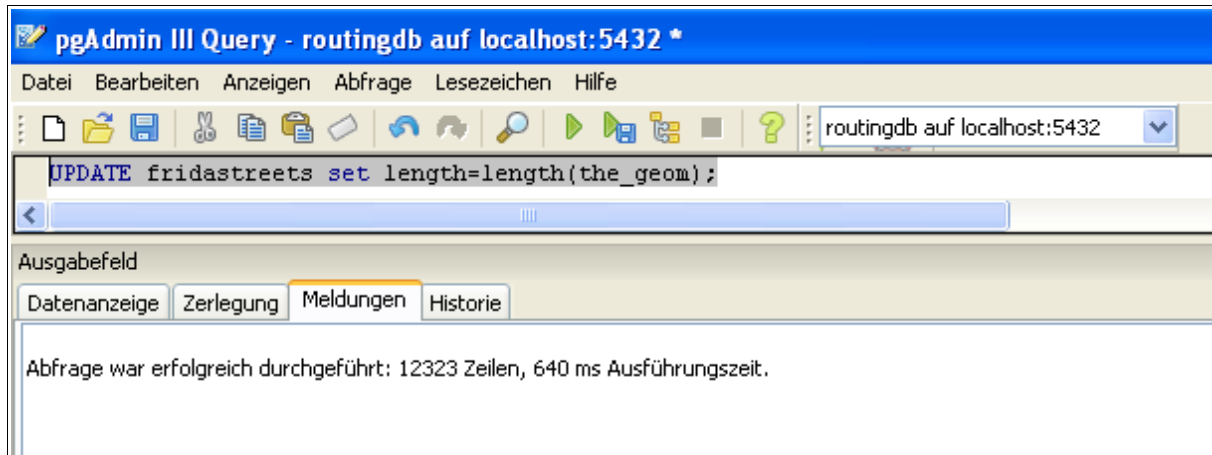 pgAdmin III Query - routingdb auf localhost:5432 *
Datei Bearbeiten Anzeigen Abfrage Lesezeichen Hilfe
routingdb auf localhost:5432
UPDATE fridastreets set length=length(the_geom);
Ausgabefeld
Datenanzeige Zerlegung Meldungen Historie
Abfrage war erfolgreich durchgeführt: 12323 Zeilen, 640 ms Ausführungszeit.